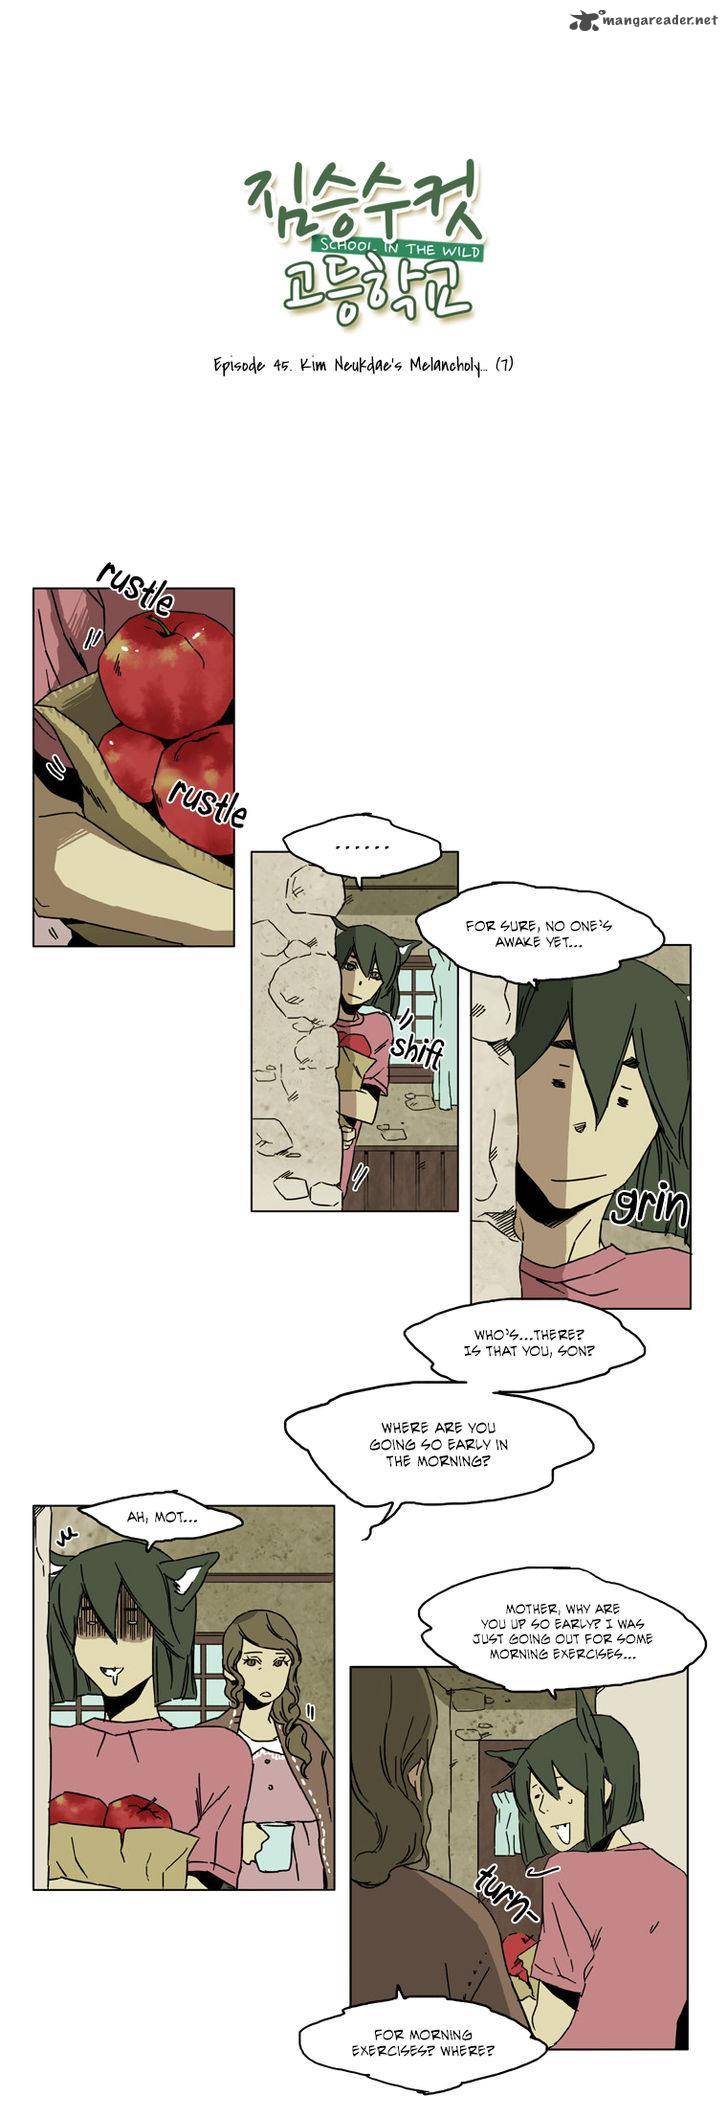 mangareader.net
짐승수컷
SCHOOL IN THE WILD
고등학교
Episode 45. Kim Neukdae's Melancholy... (7)
rustle
rustle
......
FOR SURE, NO ONE'S
AWAKE YET...
shift
grin
WHO'S...THERE?
IS THAT YOU, SON?
WHERE ARE YOU
GOING SO EARLY IN
THE MORNING?
AH, MOT...
MOTHER, WHY ARE
YOU UP SO EARLY? I WAS
JUST GOING OUT FOR SOME
MORNING EXERCISES...
turn-
FOR MORNING
EXERCISES? WHERE?